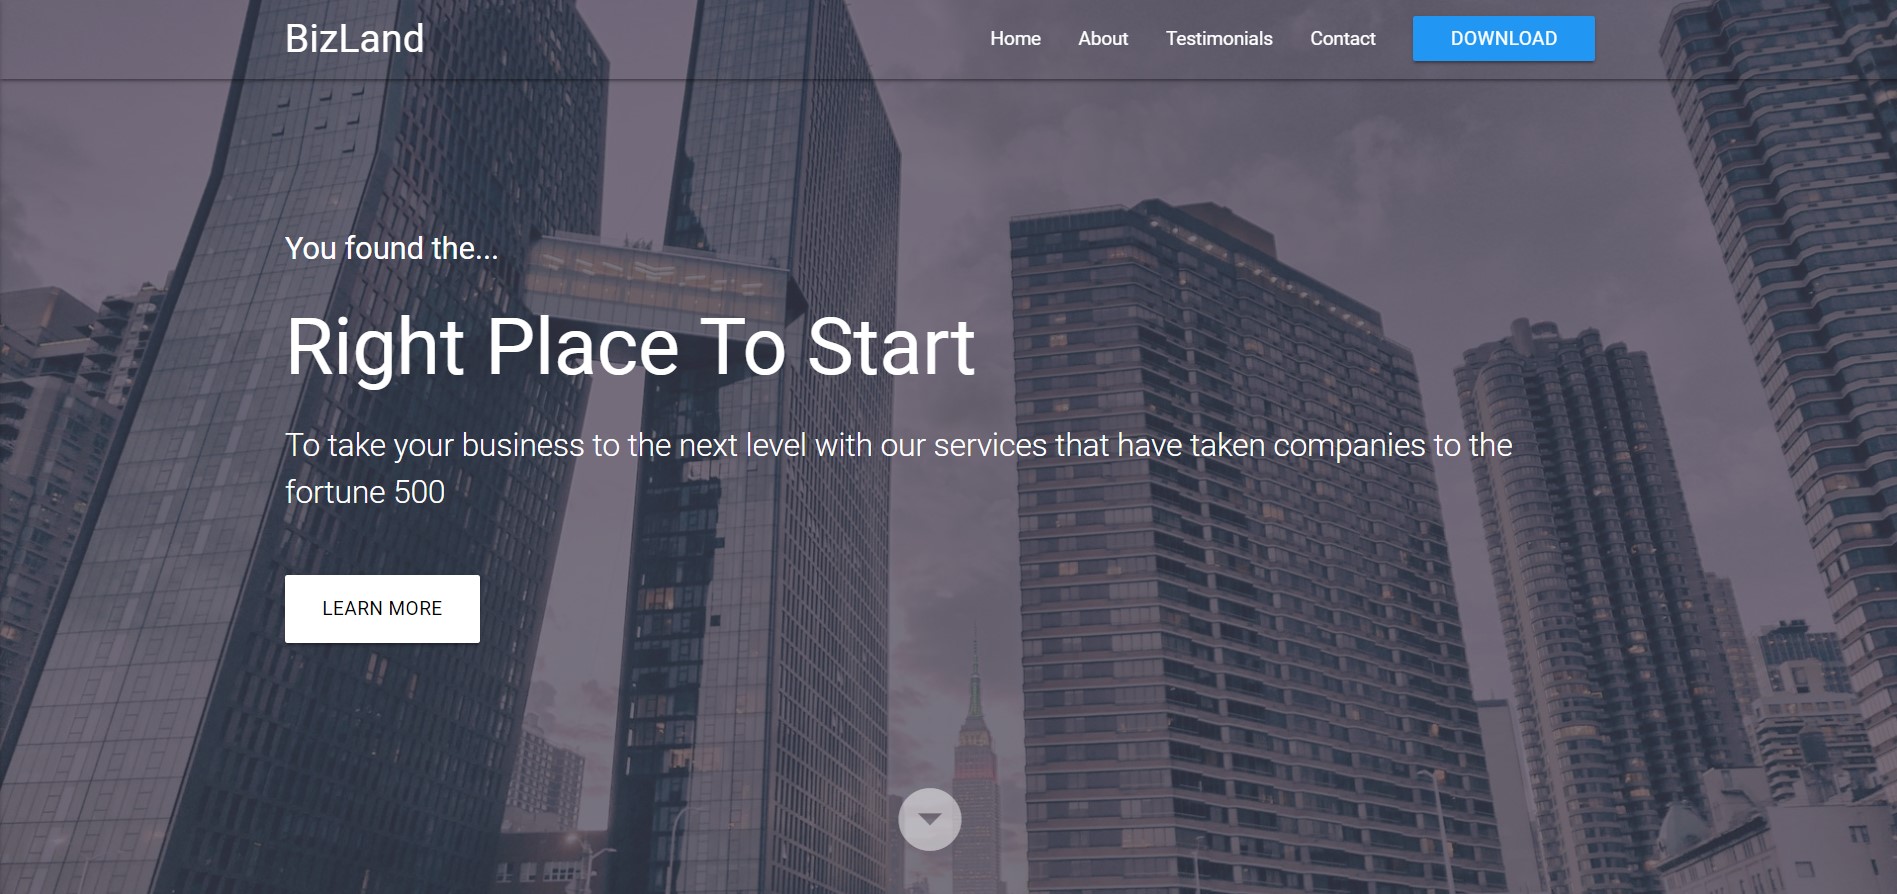 BizLand
Home About Testimonials Contact DOWNLOAD
You found the...
Right Place To Start
To take your business to the next level with our services that have taken companies to the
fortune 500
LEARN MORE